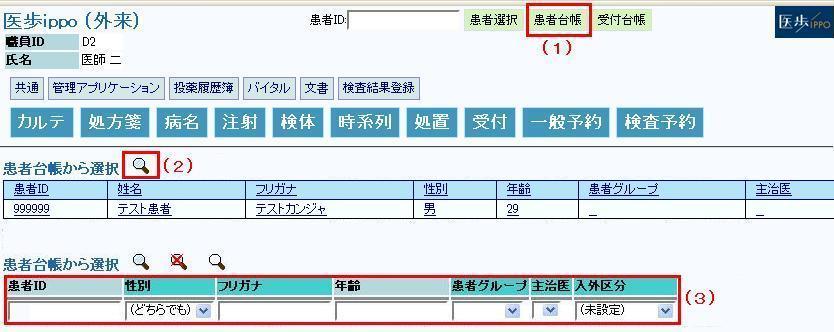 医歩ippo (外来)
患者ID:
患者選択 患者台帳 受付台帳
医歩iPPO
(1)
職員ID D2
氏名 医師 二
共通 管理アプリケーション 投薬履歴簿 バイタル 文書 検査結果登録
カルテ 処方箋 病名 注射 検体 時系列 処置 受付 一般予約 検査予約
患者台帳から選択 (2)
患者ID 姓名 フリガナ 性別 年齢 患者グループ 主治医
999999 テスト患者 テストカンジャ 男 29
患者台帳から選択
患者ID 性別 フリガナ 年齢 患者グループ 主治医 入外区分
(どちらでも) (未設定)
(3)